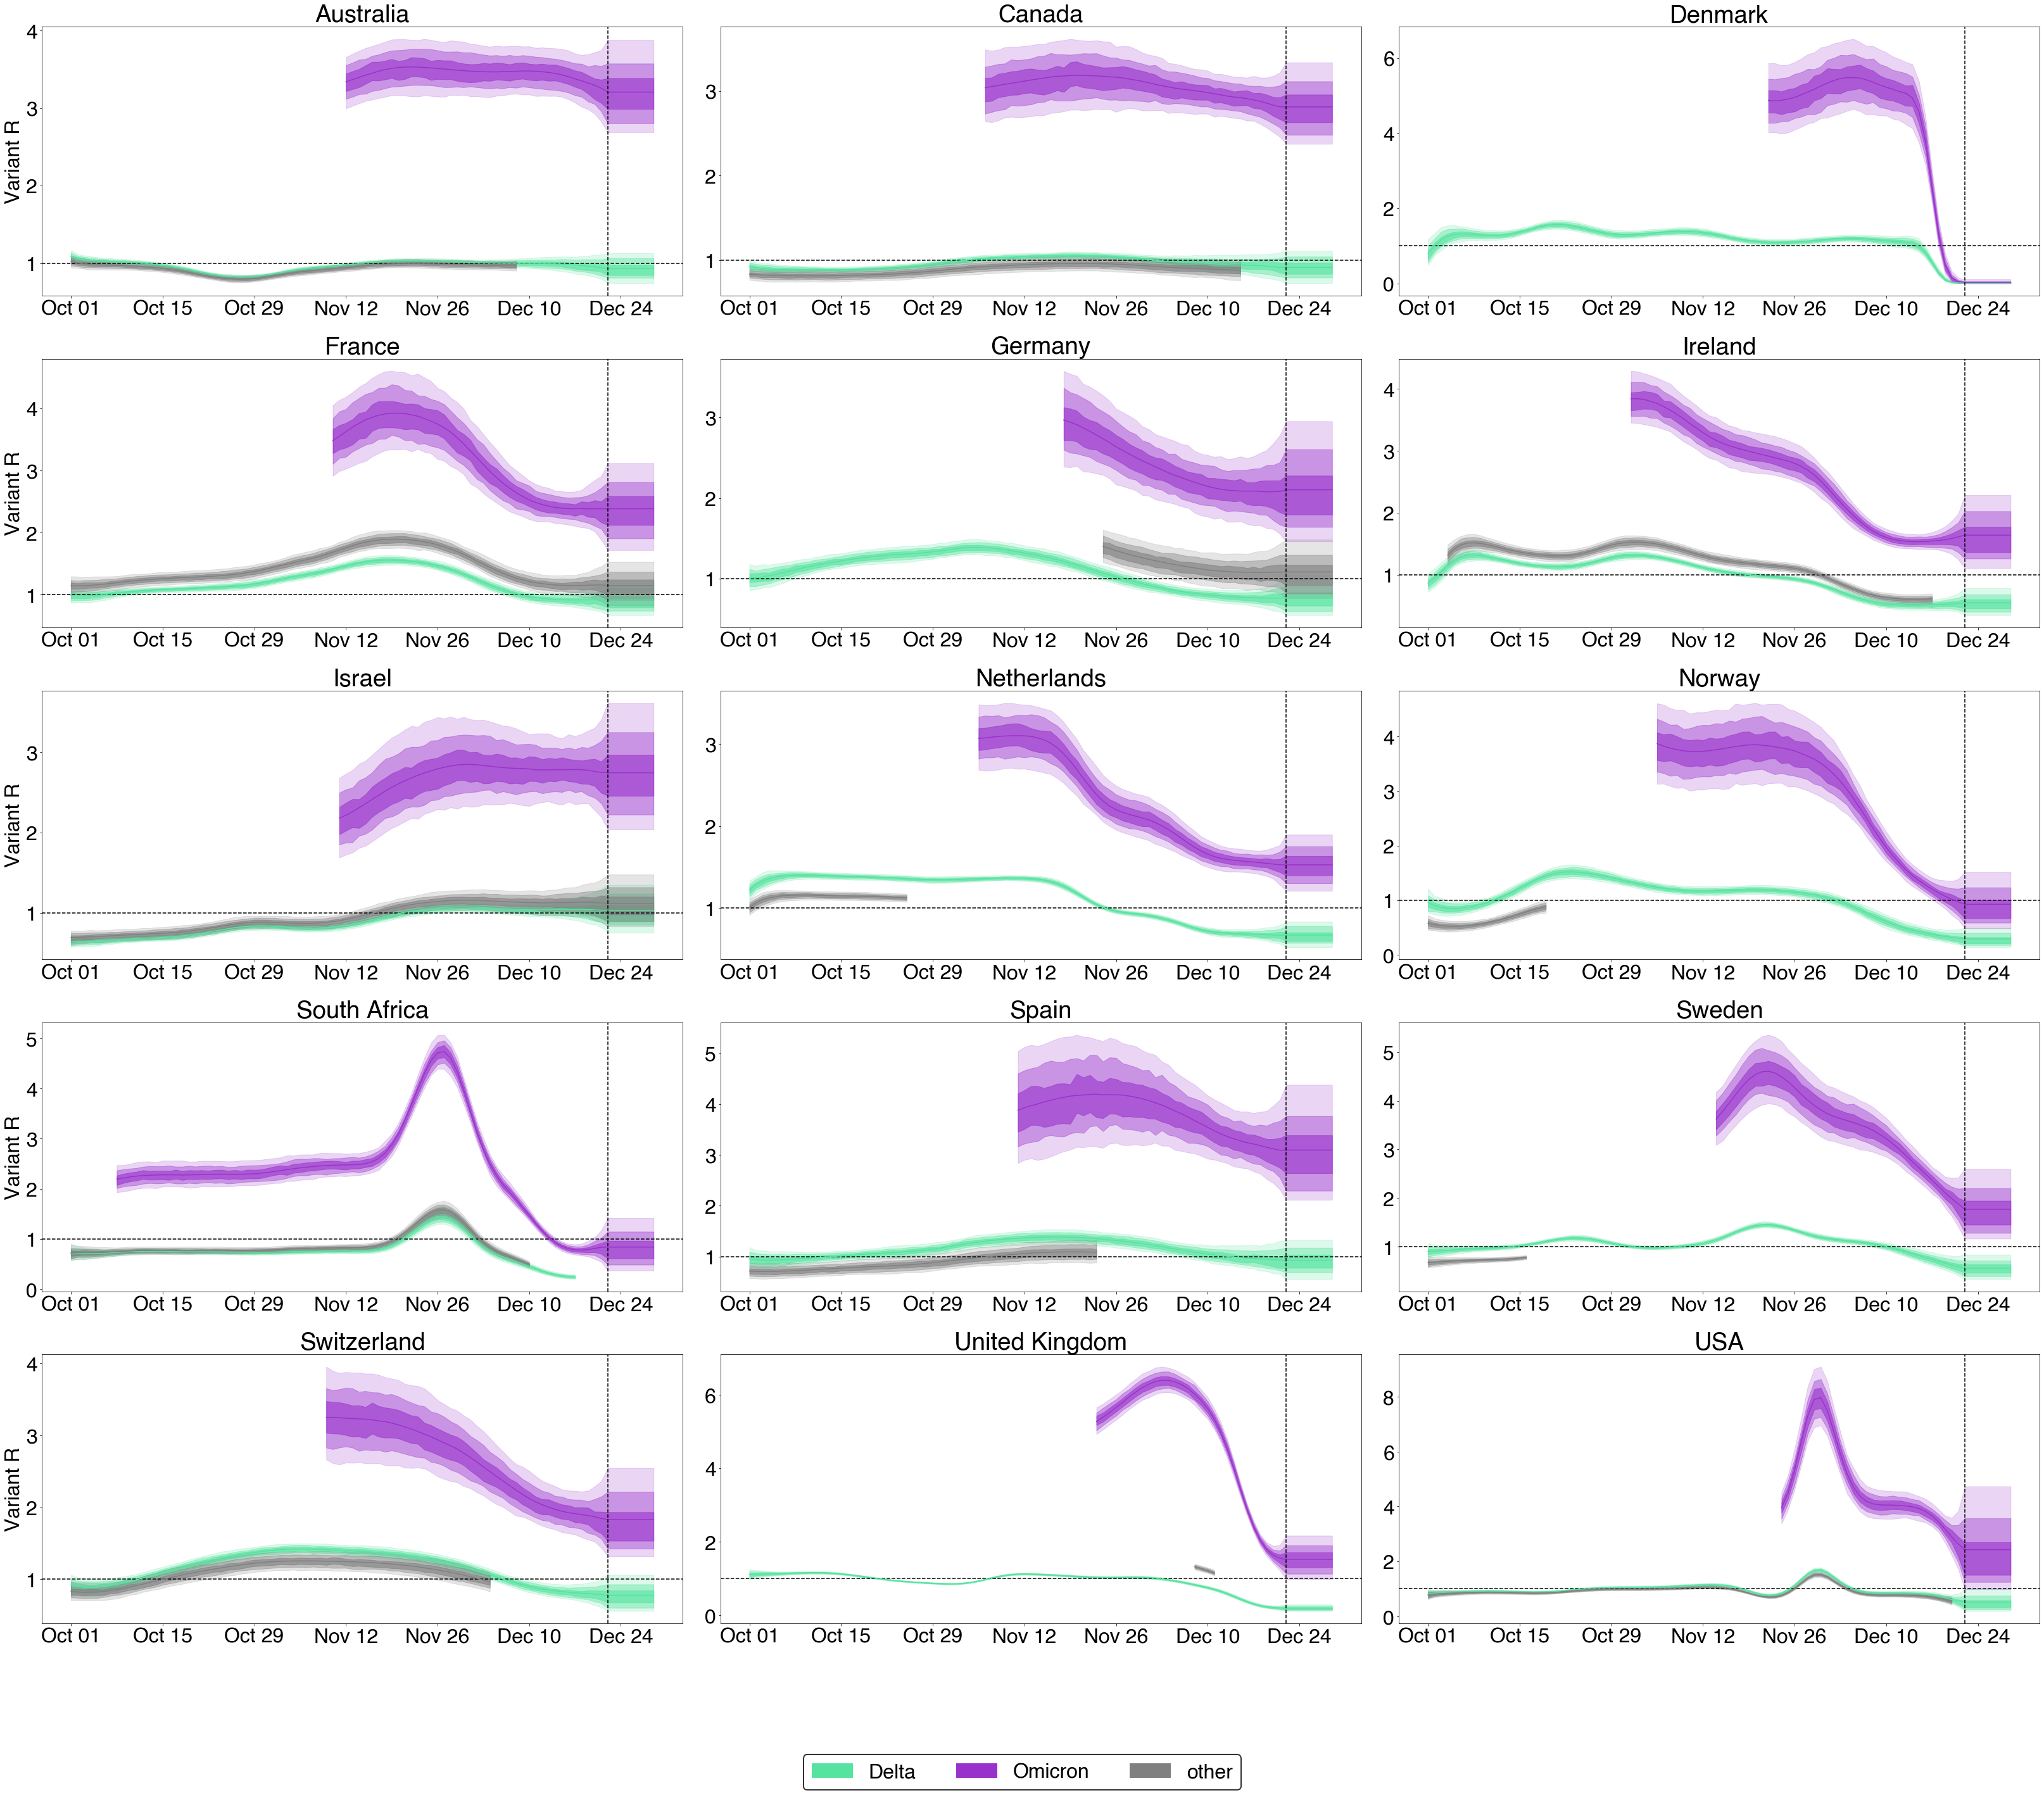 Australia
Canada
Denmark
Variant R
4
3
2
1
3
2
1
6
4
2
0
Oct 01 Oct 15 Oct 29 Nov 12 Nov 26 Dec 10 Dec 24
Oct 01 Oct 15 Oct 29 Nov 12 Nov 26 Dec 10 Dec 24
Oct 01 Oct 15 Oct 29 Nov 12 Nov 26 Dec 10 Dec 24
France
Germany
Ireland
Variant R
4
3
2
1
3
2
1
4
3
2
1
Oct 01 Oct 15 Oct 29 Nov 12 Nov 26 Dec 10 Dec 24
Oct 01 Oct 15 Oct 29 Nov 12 Nov 26 Dec 10 Dec 24
Oct 01 Oct 15 Oct 29 Nov 12 Nov 26 Dec 10 Dec 24
Israel
Netherlands
Norway
Variant R
3
2
1
3
2
1
4
3
2
1
0
Oct 01 Oct 15 Oct 29 Nov 12 Nov 26 Dec 10 Dec 24
Oct 01 Oct 15 Oct 29 Nov 12 Nov 26 Dec 10 Dec 24
Oct 01 Oct 15 Oct 29 Nov 12 Nov 26 Dec 10 Dec 24
South Africa
Spain
Sweden
Variant R
5
4
3
2
1
0
5
4
3
2
1
5
4
3
2
1
Oct 01 Oct 15 Oct 29 Nov 12 Nov 26 Dec 10 Dec 24
Oct 01 Oct 15 Oct 29 Nov 12 Nov 26 Dec 10 Dec 24
Oct 01 Oct 15 Oct 29 Nov 12 Nov 26 Dec 10 Dec 24
Switzerland
United Kingdom
USA
Variant R
4
3
2
1
6
4
2
0
8
6
4
2
0
Oct 01 Oct 15 Oct 29 Nov 12 Nov 26 Dec 10 Dec 24
Oct 01 Oct 15 Oct 29 Nov 12 Nov 26 Dec 10 Dec 24
Oct 01 Oct 15 Oct 29 Nov 12 Nov 26 Dec 10 Dec 24
Delta Omicron other